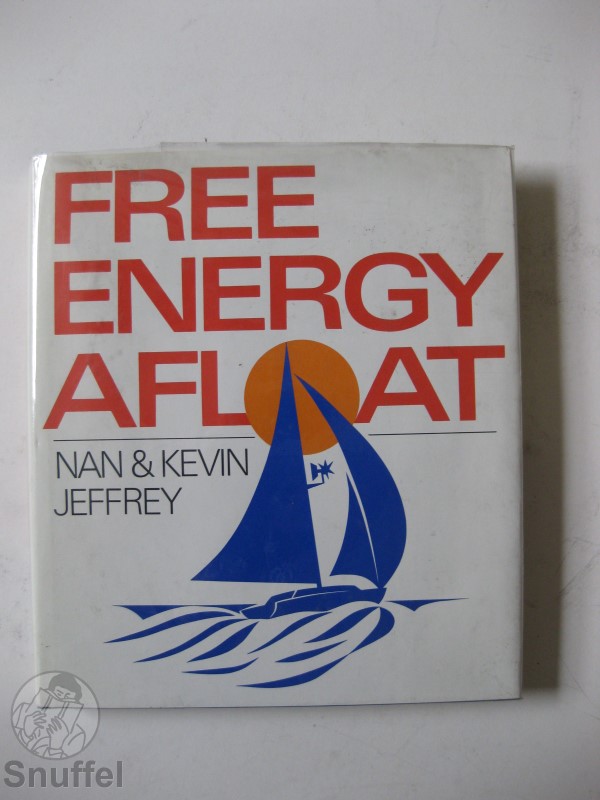 FREE
ENERGY
AFLOAT
NAN & KEVIN
JEFFREY
Snuffel